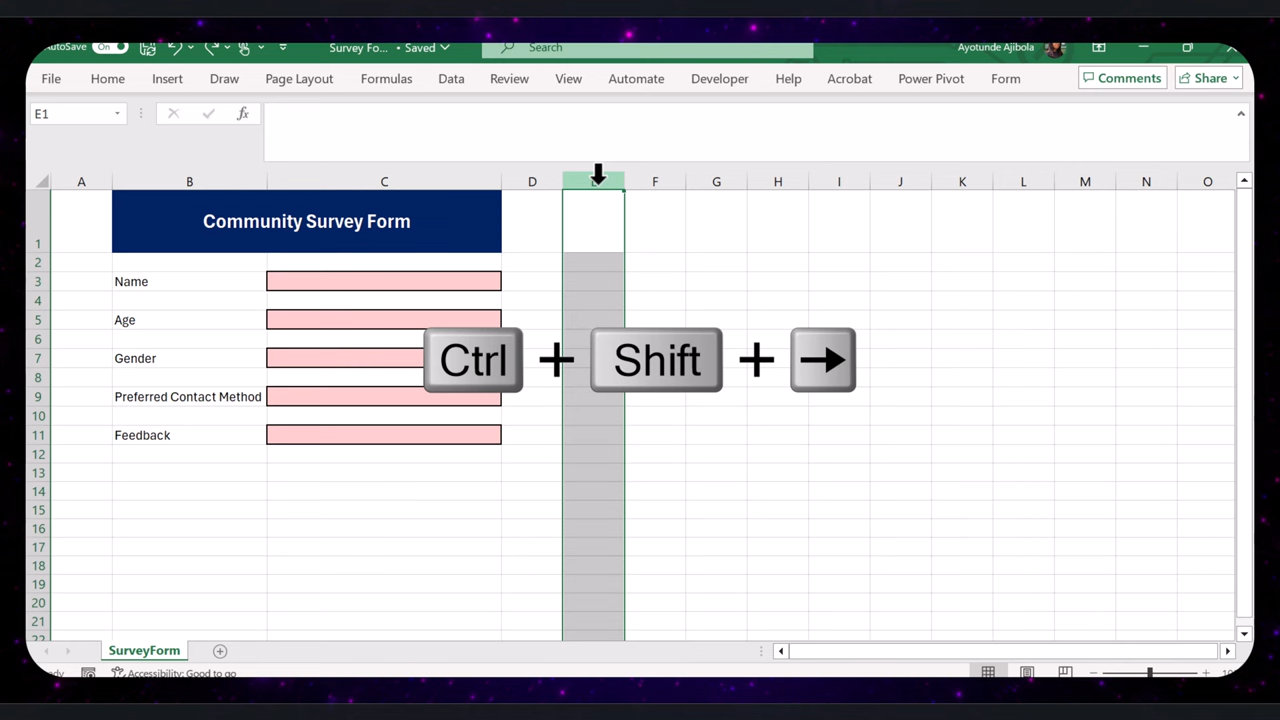 AutoSave On Survey Fo... • Saved Search Ayotunde Ajibola
File Home Insert Draw Page Layout Formulas Data Review View Automate Developer Help Acrobat Power Pivot Form Comments Share
E1 fx
A B C D E F G H I J K L M N O
Community Survey Form
1
2
3 Name
4
5 Age
6
7 Gender
Ctrl + Shift + →
8
9 Preferred Contact Method
10
11 Feedback
12
13
14
15
16
17
18
19
20
21
22
SurveyForm
Accessibility: Good to go